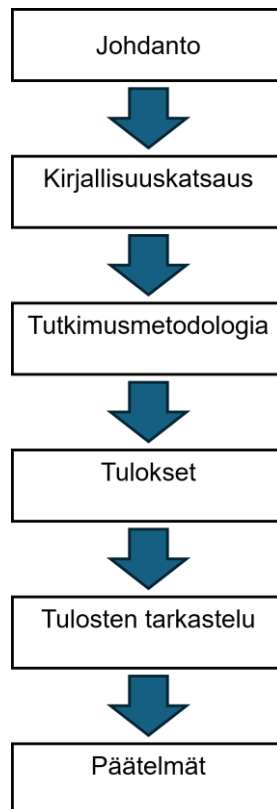 Johdanto
Kirjallisuuskatsaus
Tutkimusmetodologia
Tulokset
Tulosten tarkastelu
Päätelmät